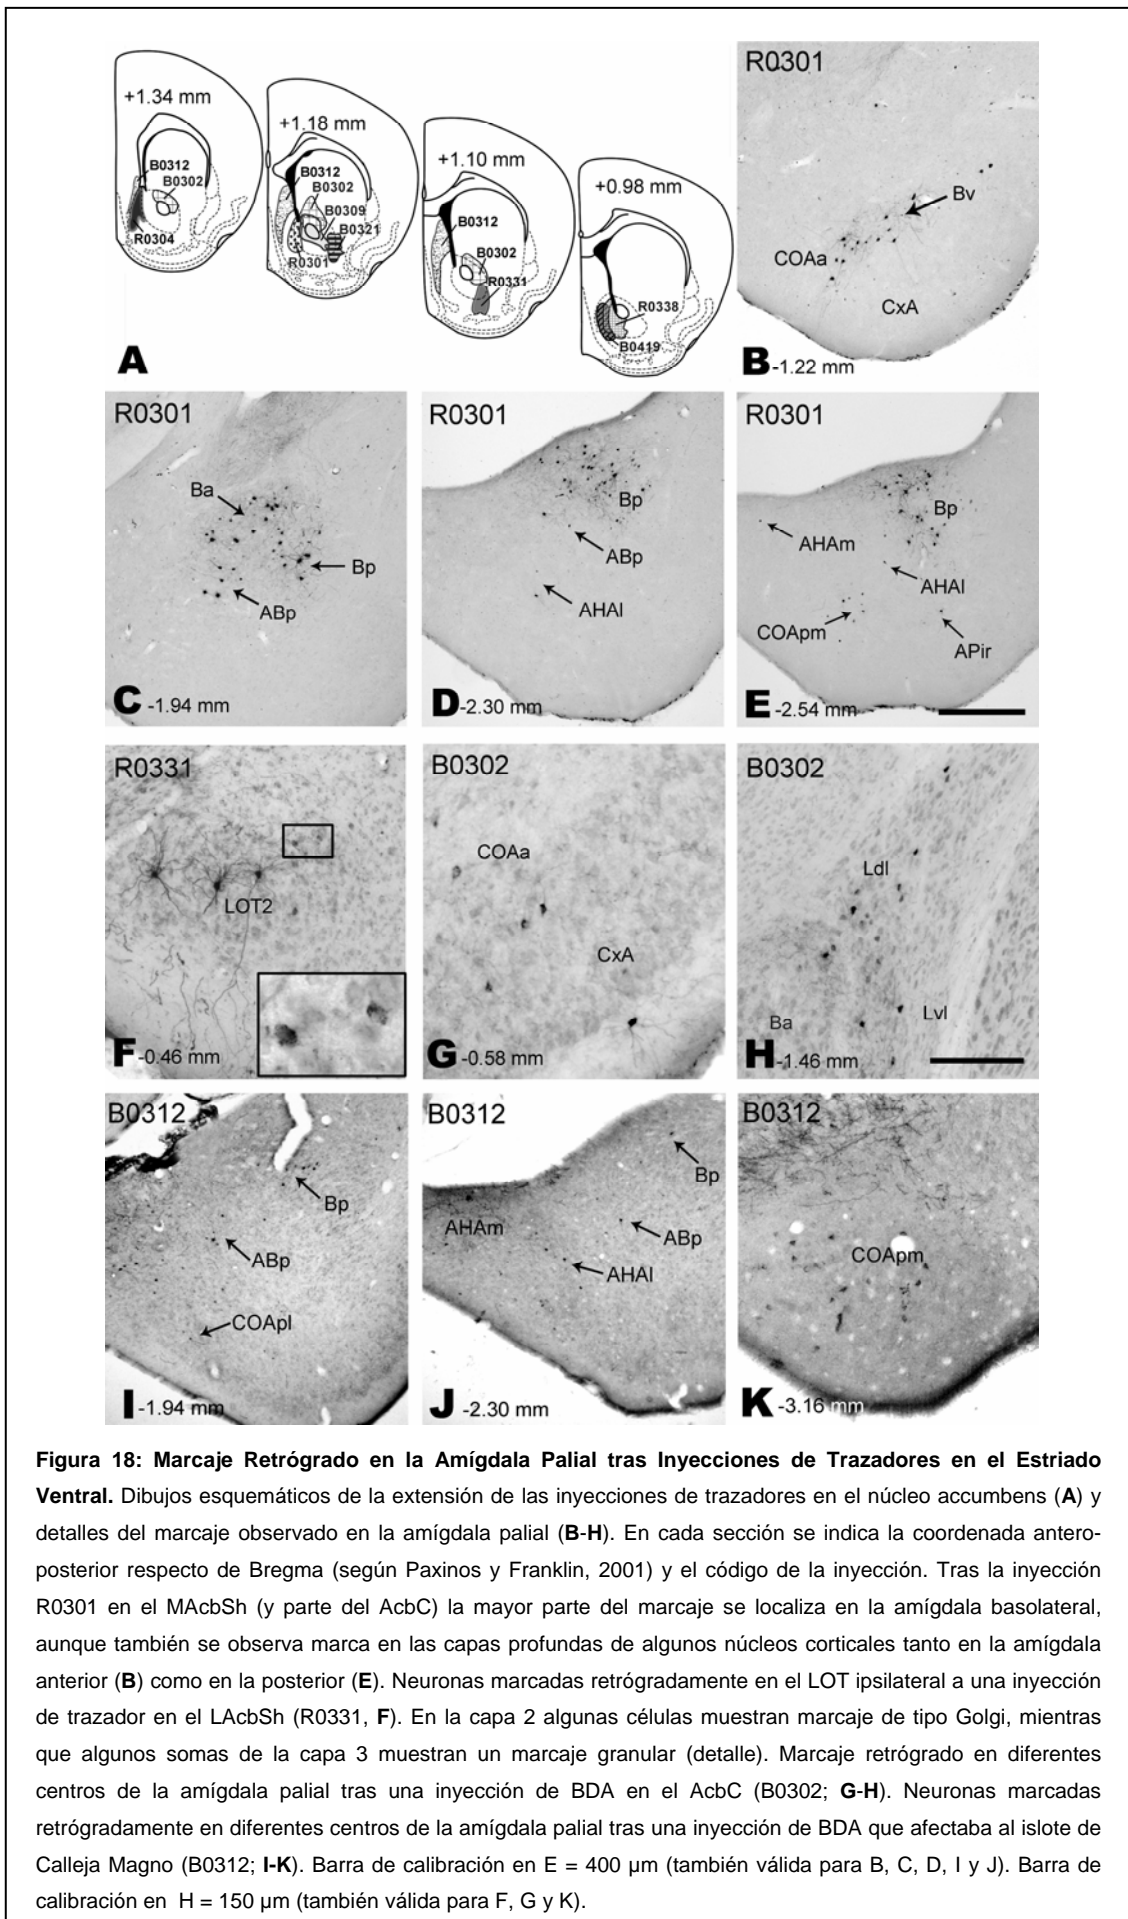 +1.34 mm
B0312
B0302
R0304
+1.18 mm
B0312
B0302
B0309
B0321
R0301
+1.10 mm
B0312
B0302
R0331
+0.98 mm
R0338
B0419
A
R0301
Bv
COAa
CxA
B -1.22 mm
R0301
Ba
Bp
ABp
C -1.94 mm
R0301
Bp
ABp
AHAl
D -2.30 mm
R0301
Bp
AHAm
AHAl
COApm
APir
E -2.54 mm
R0331
LOT2
F -0.46 mm
B0302
COAa
CxA
G -0.58 mm
B0302
Ldl
Ba
Lvl
H -1.46 mm
B0312
Bp
ABp
COApl
I -1.94 mm
B0312
Bp
AHAm
ABp
AHAl
J -2.30 mm
B0312
COApm
K -3.16 mm
Figura 18: Marcaje Retrógrado en la Amígdala Palial tras Inyecciones de Trazadores en el Estriado
Ventral. Dibujos esquemáticos de la extensión de las inyecciones de trazadores en el núcleo accumbens (A) y
detalles del marcaje observado en la amígdala palial (B-H). En cada sección se indica la coordenada antero-
posterior respecto de Bregma (según Paxinos y Franklin, 2001) y el código de la inyección. Tras la inyección
R0301 en el MAcbSh (y parte del AcbC) la mayor parte del marcaje se localiza en la amígdala basolateral,
aunque también se observa marca en las capas profundas de algunos núcleos corticales tanto en la amígdala
anterior (B) como en la posterior (E). Neuronas marcadas retrógradamente en el LOT ipsilateral a una inyección
de trazador en el LAcbSh (R0331, F). En la capa 2 algunas células muestran marcaje de tipo Golgi, mientras
que algunos somas de la capa 3 muestran un marcaje granular (detalle). Marcaje retrógrado en diferentes
centros de la amígdala palial tras una inyección de BDA en el AcbC (B0302; G-H). Neuronas marcadas
retrógradamente en diferentes centros de la amígdala palial tras una inyección de BDA que afectaba al islote de
Calleja Magno (B0312; I-K). Barra de calibración en E = 400 µm (también válida para B, C, D, I y J). Barra de
calibración en H = 150 µm (también válida para F, G y K).